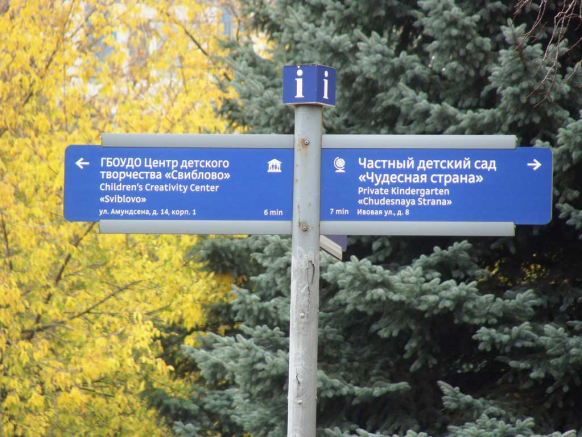 i i
← ГБОУДО Центр детского
творчества «Свиблово»
Children's Creativity Center
«Sviblovo»
ул. Амундсена, д. 14, корп. 1 6 min
Частный детский сад →
«Чудесная страна»
Private Kindergarten
«Chudesnaya Strana»
7 min Ивовая ул., д. 8